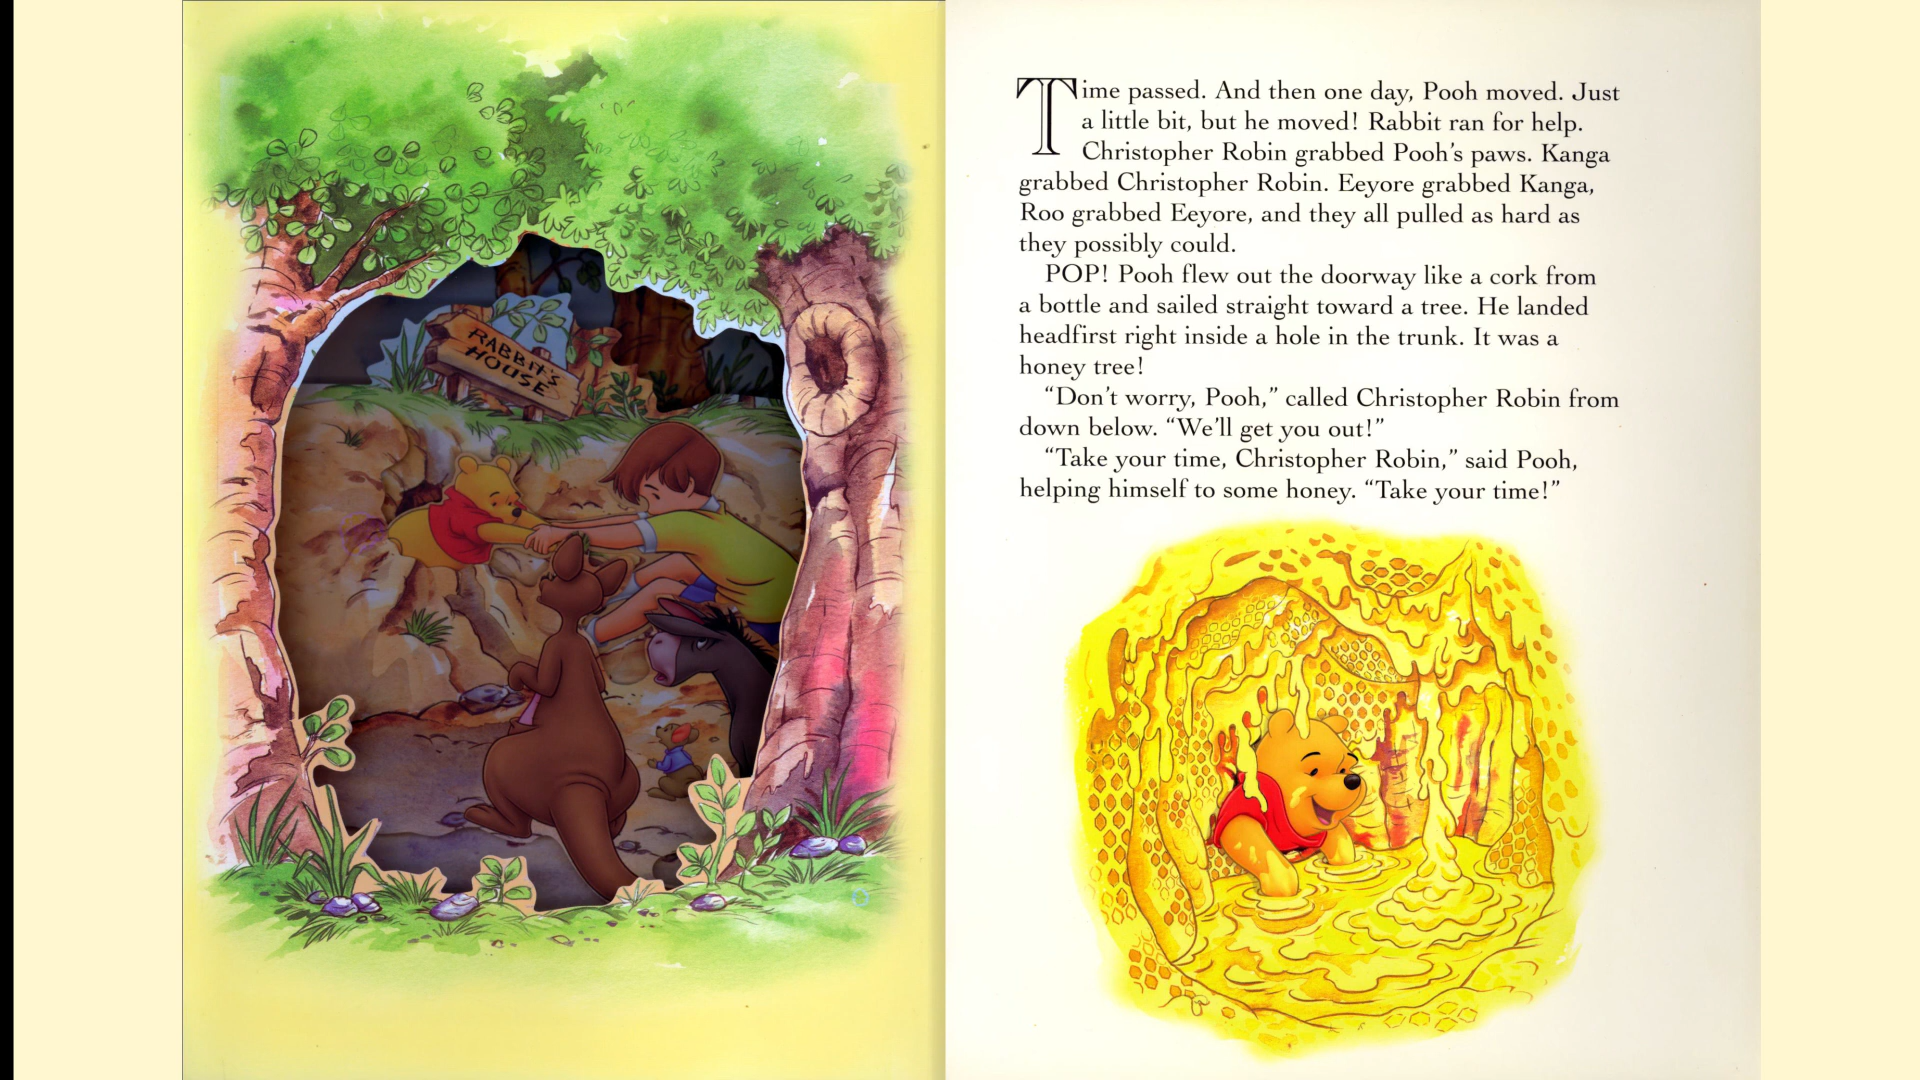 RABBIT'S
HOUSE
Time passed. And then one day, Pooh moved. Just
a little bit, but he moved! Rabbit ran for help.
Christopher Robin grabbed Pooh's paws. Kanga
grabbed Christopher Robin. Eeyore grabbed Kanga,
Roo grabbed Eeyore, and they all pulled as hard as
they possibly could.
POP! Pooh flew out the doorway like a cork from
a bottle and sailed straight toward a tree. He landed
headfirst right inside a hole in the trunk. It was a
honey tree!
“Don't worry, Pooh,” called Christopher Robin from
down below. “We'll get you out!”
“Take your time, Christopher Robin,” said Pooh,
helping himself to some honey. “Take your time!”